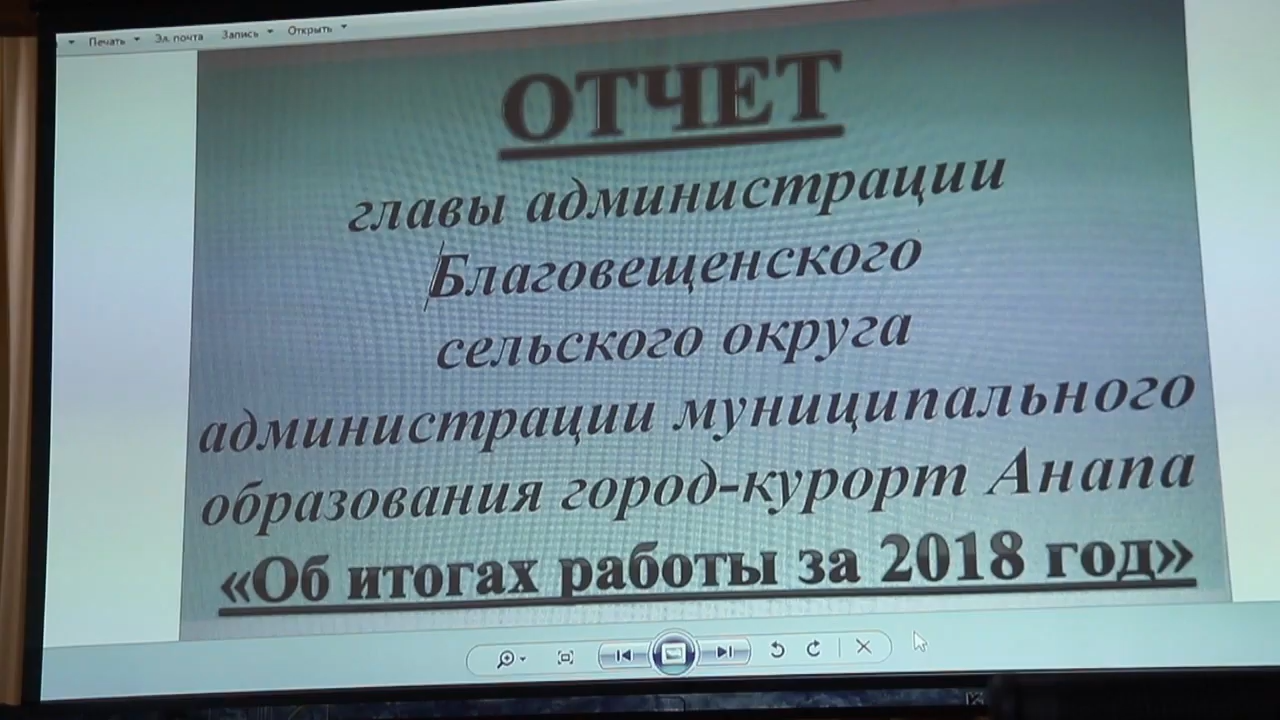 Печать Эл. почта Запись Открыть
ОТЧЕТ
главы администрации
Благовещенского
сельского округа
администрации муниципального
образования город-курорт Анапа
«Об итогах работы за 2018 год»